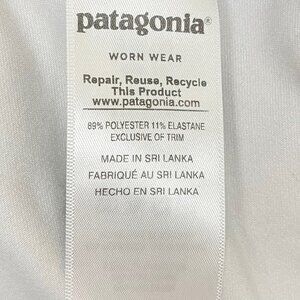 patagonia®
WORN WEAR
Repair, Reuse, Recycle
This Product
www.patagonia.com
89% POLYESTER 11% ELASTANE
EXCLUSIVE OF TRIM
MADE IN SRI LANKA
FABRIQUÉ AU SRI LANKA
HECHO EN SRI LANKA